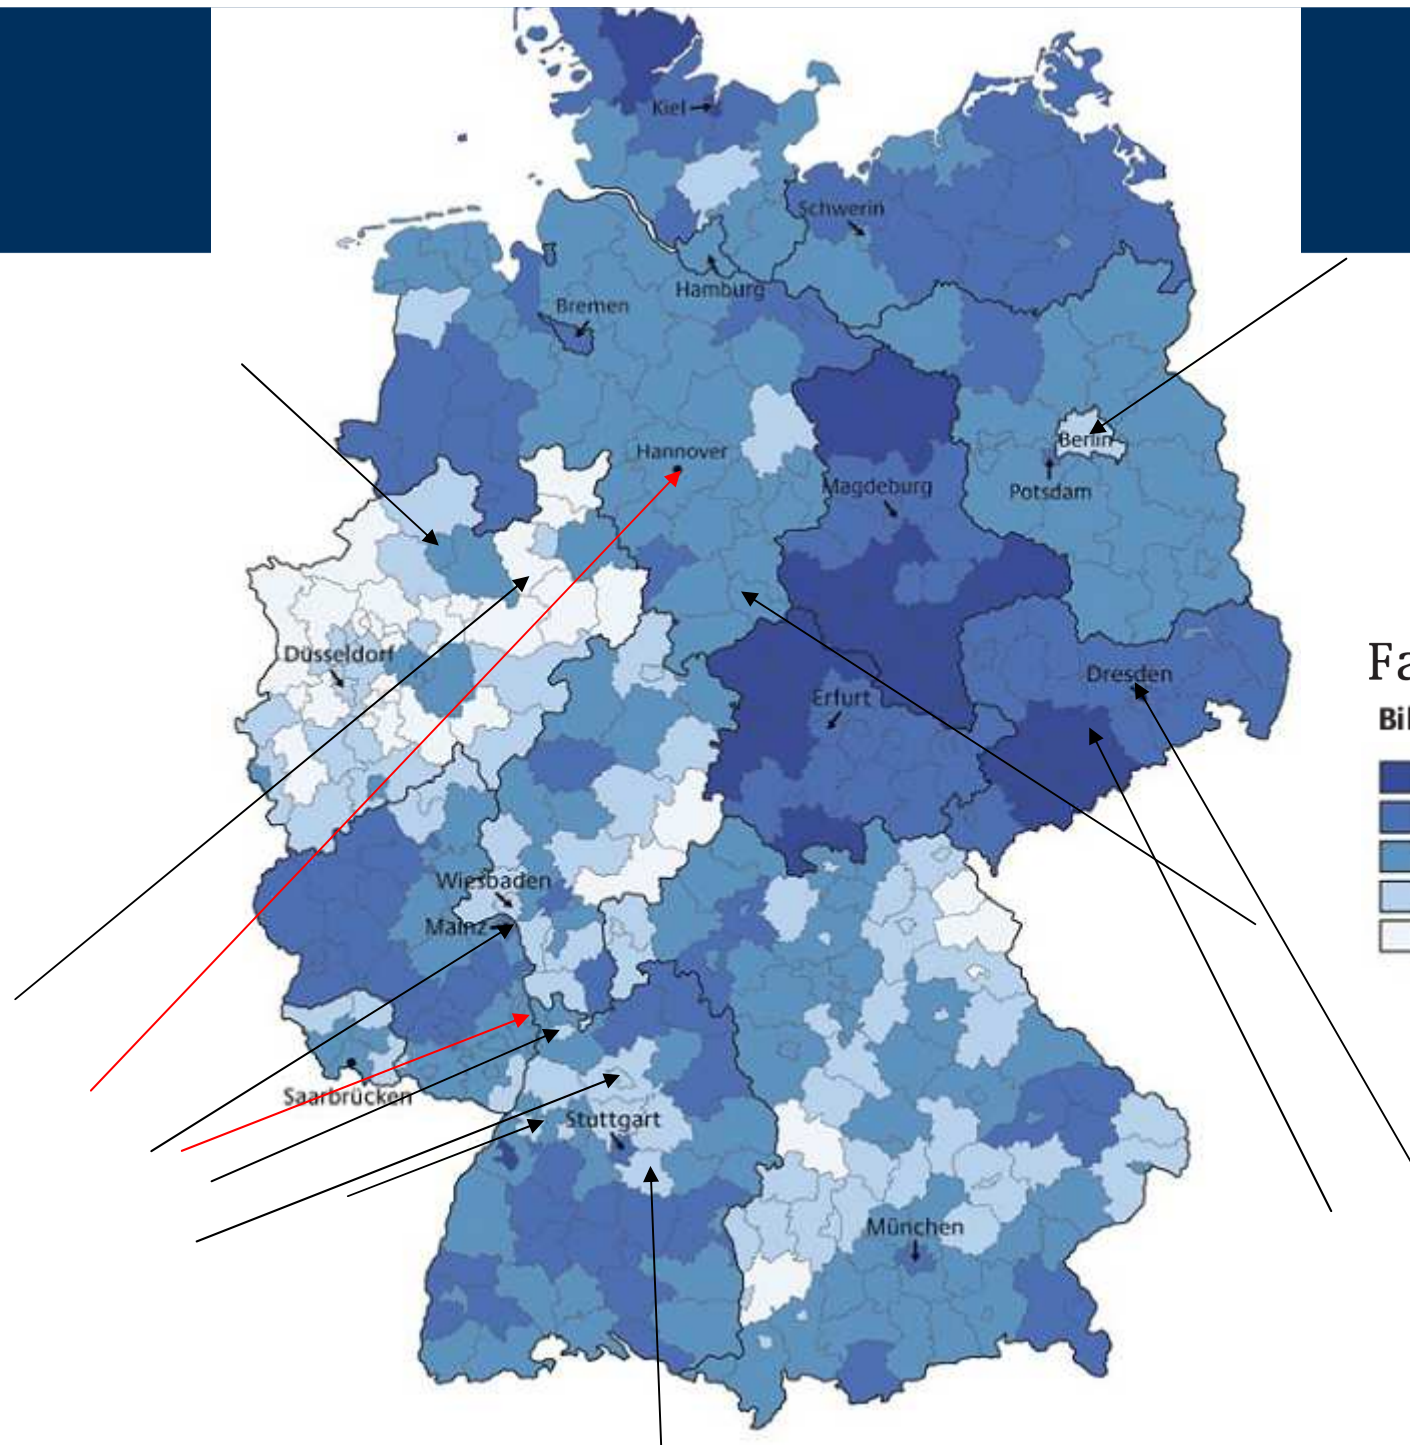 Kiel
Schwerin
Hamburg
Bremen
Hannover
Berlin
Magdeburg
Potsdam
Düsseldorf
Dresden
Erfurt
Wiesbaden
Mainz
Saarbrücken
Stuttgart
München